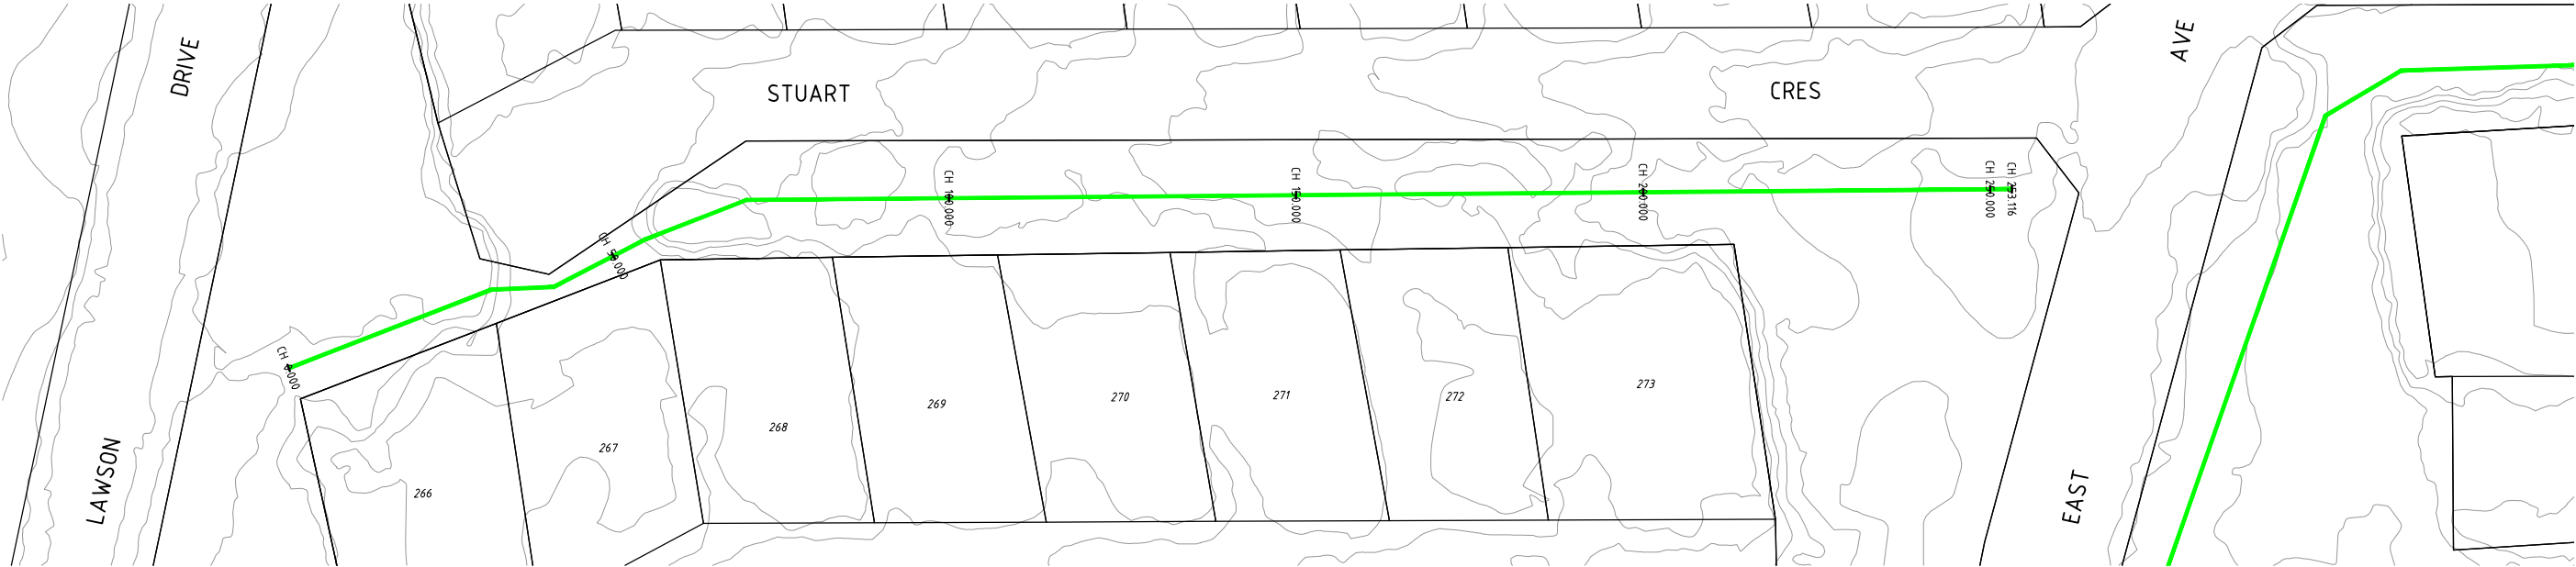 DRIVE
AVE
STUART
CRES
CH 100.000
CH 150.000
CH 200.000
CH 250.000
CH 253.116
CH 50.000
CH 0.000
273
272
271
270
269
268
267
266
LAWSON
EAST